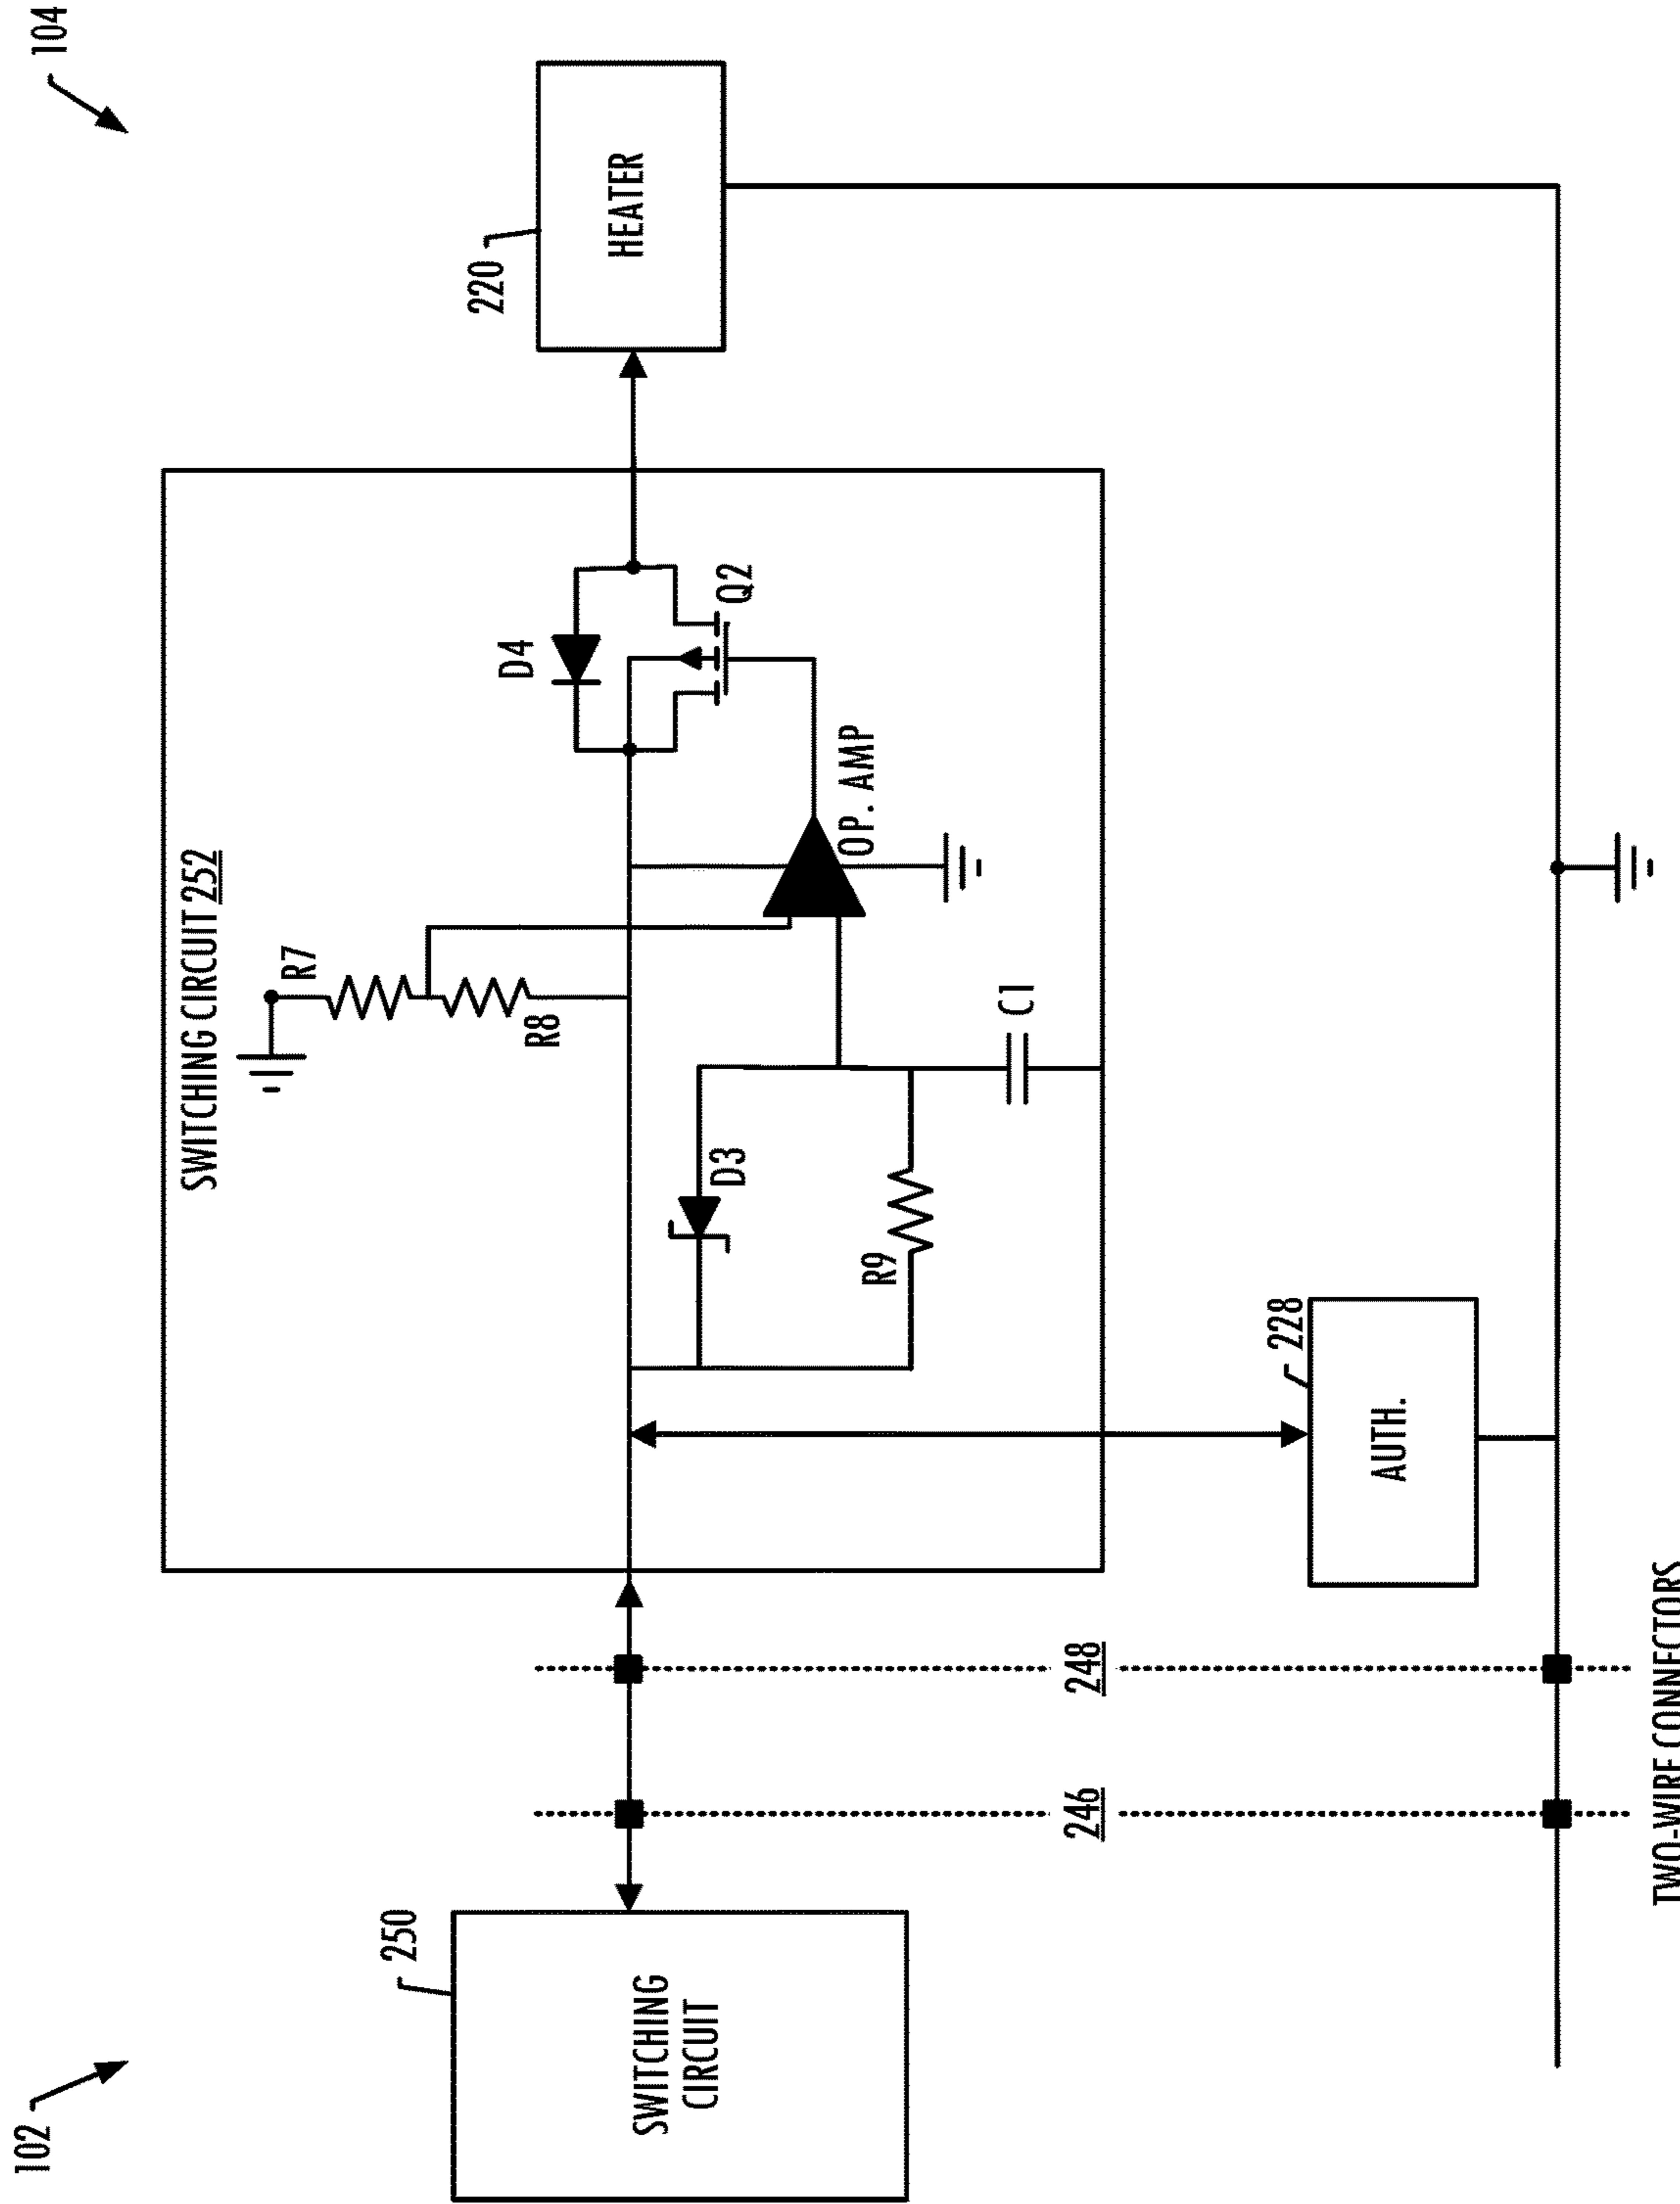 102
104
SWITCHING CIRCUIT 252
R7
R8
D4
Q2
OP. AMP
D3
R9
C1
220
HEATER
250
SWITCHING
CIRCUIT
246
248
228
AUTH.
TWO-WIRE CONNECTORS